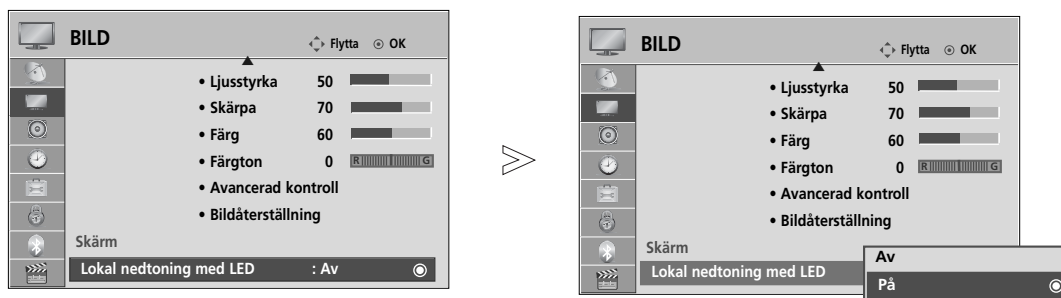 BILD
Flytta OK
• Ljusstyrka 50
• Skärpa 70
• Färg 60
• Färgton 0 R G
• Avancerad kontroll
• Bildåterställning
Skärm
Lokal nedtoning med LED : Av
BILD
Flytta OK
• Ljusstyrka 50
• Skärpa 70
• Färg 60
• Färgton 0 R G
• Avancerad kontroll
• Bildåterställning
Skärm
Lokal nedtoning med LED
Av
På